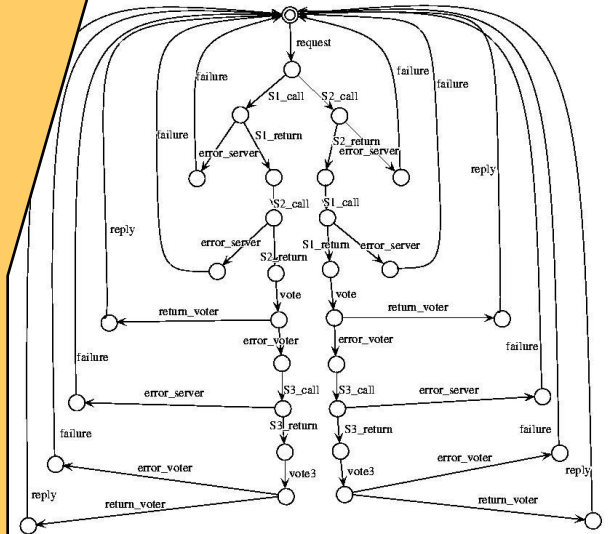 request
failure
failure
failure
failure
S1_call
S2_call
S1_return
S2_return
error_server
error_server
S2_call
S1_call
reply
reply
error_server
S2_return
S1_return
error_server
vote
vote
return_voter
return_voter
error_voter
error_voter
failure
failure
error_server
S3_call
S3_call
error_server
S3_return
S3_return
failure
failure
error_voter
vote3
vote3
error_voter
reply
reply
return_voter
return_voter